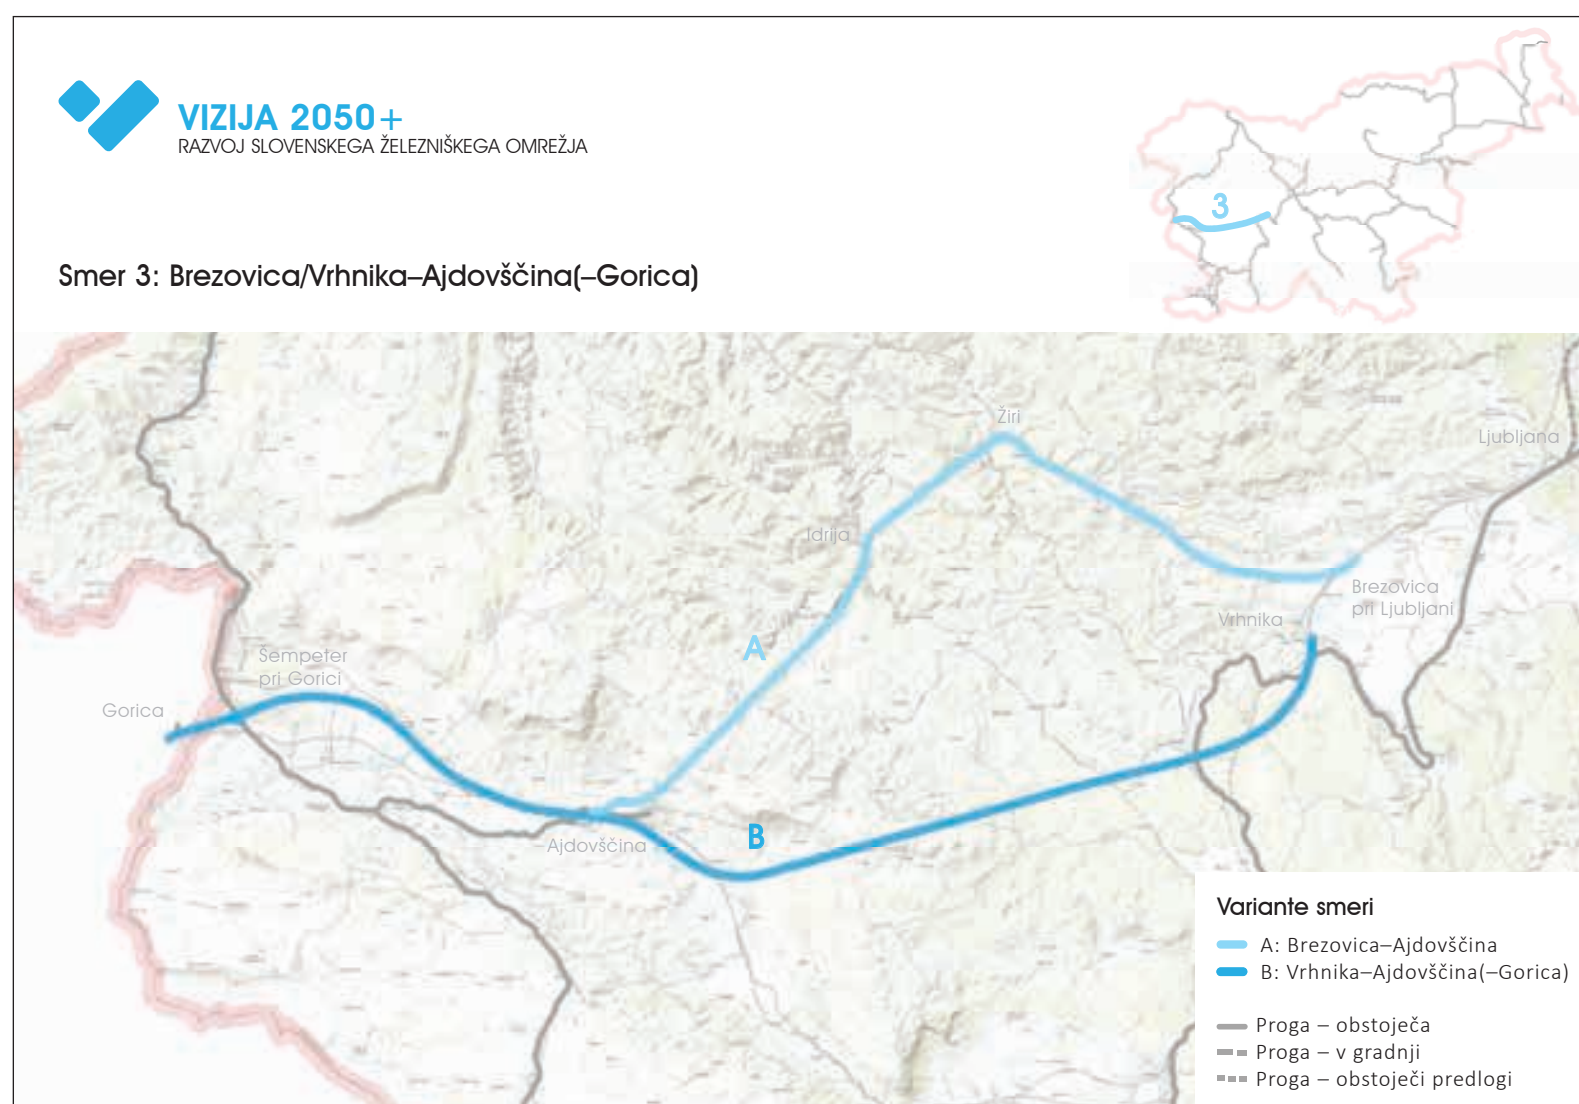 VIZIJA 2050+
RAZVOJ SLOVENSKEGA ŽELEZNIŠKEGA OMREŽJA
3
Smer 3: Brezovica/Vrhnika–Ajdovščina(–Gorica)
Žiri
Ljubljana
Idrija
Brezovica
pri Ljubljani
Vrhnika
A
Šempeter
pri Gorici
Gorica
B
Ajdovščina
Variante smeri
A: Brezovica–Ajdovščina
B: Vrhnika–Ajdovščina(–Gorica)
Proga – obstoječa
Proga – v gradnji
Proga – obstoječi predlogi